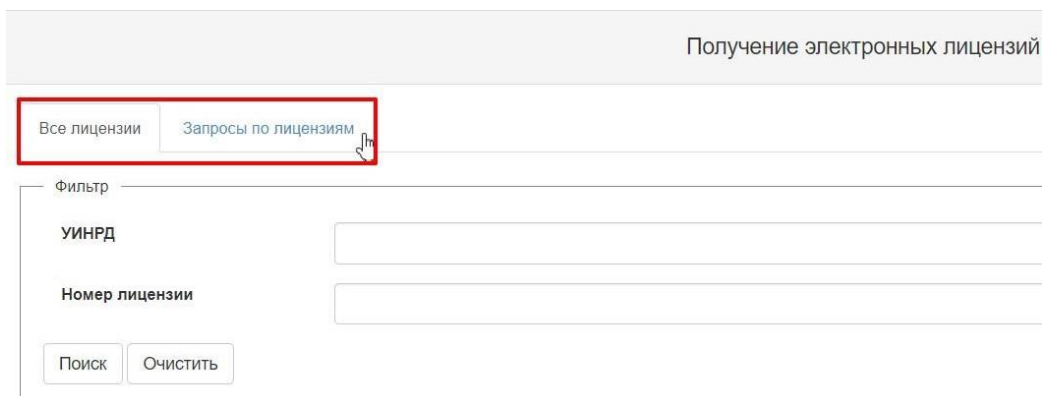 Получение электронных лицензий
Все лицензии Запросы по лицензиям
Фильтр
УИНРД
Номер лицензии
Поиск Очистить